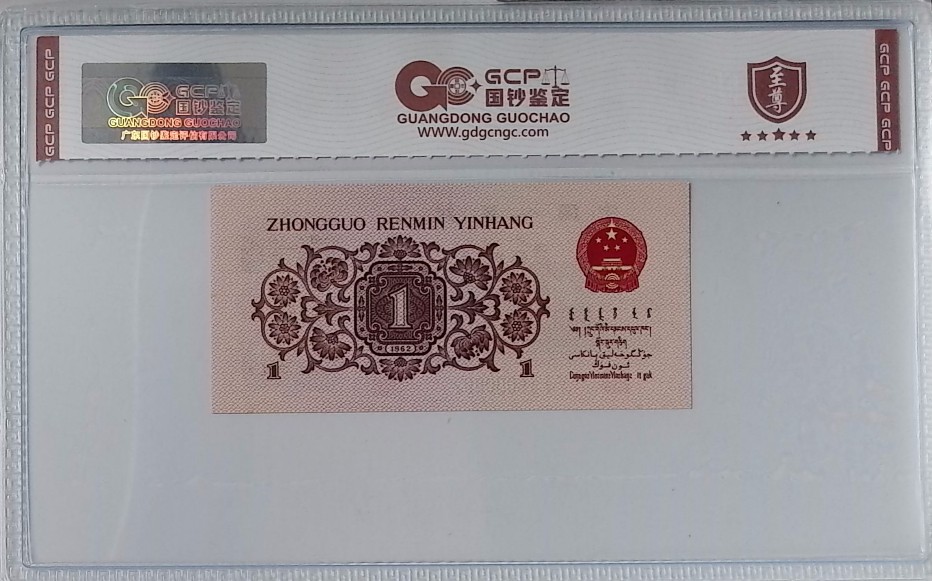 GCP GCP GCP
GCP
国钞鉴定
GUANGDONG GUOCHAO
广东国钞鉴定评估有限公司
GCP
国钞鉴定
GUANGDONG GUOCHAO
www.gdgcngc.com
至尊
GCP GCP GCP
ZHONGGUO RENMIN YINHANG
1
(1962)
1
1